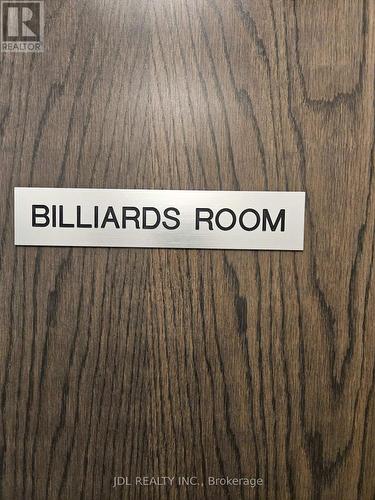 R
REALTOR
BILLIARDS ROOM
JDL REALTY INC., Brokerage